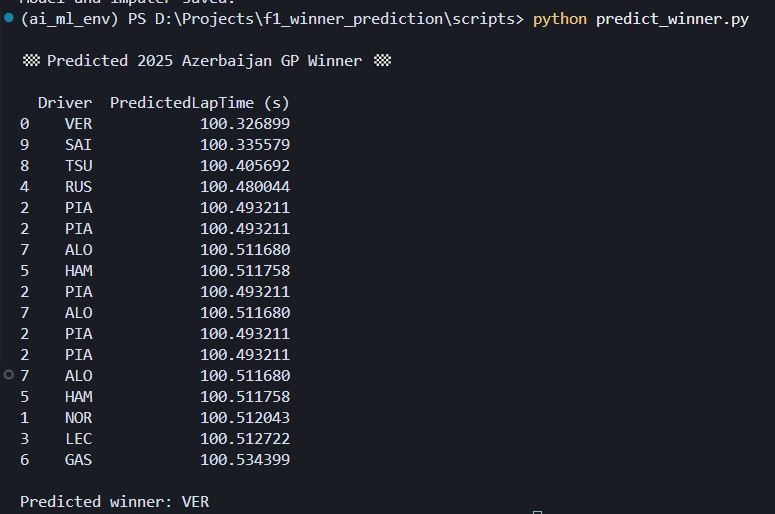 Model and imputer saved.
(ai_ml_env) PS D:\Projects\f1_winner_prediction\scripts> python predict_winner.py
🏁 Predicted 2025 Azerbaijan GP Winner 🏁
Driver PredictedLapTime (s)
0 VER 100.326899
9 SAI 100.335579
8 TSU 100.405692
4 RUS 100.480044
2 PIA 100.493211
2 PIA 100.493211
7 ALO 100.511680
5 HAM 100.511758
2 PIA 100.493211
7 ALO 100.511680
2 PIA 100.493211
2 PIA 100.493211
7 ALO 100.511680
5 HAM 100.511758
1 NOR 100.512043
3 LEC 100.512722
6 GAS 100.534399
Predicted winner: VER